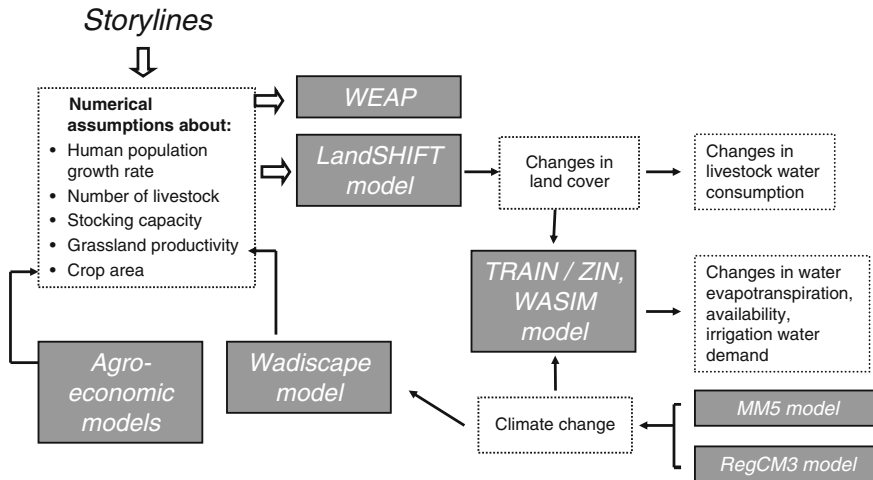 Storylines
Numerical
assumptions about:
• Human population
growth rate
• Number of livestock
• Stocking capacity
• Grassland productivity
• Crop area
WEAP
LandSHIFT
model
Changes in
land cover
Changes in
livestock water
consumption
TRAIN / ZIN,
WASIM
model
Changes in water
evapotranspiration,
availability,
irrigation water
demand
Agro-
economic
models
Wadiscape
model
Climate change
MM5 model
RegCM3 model